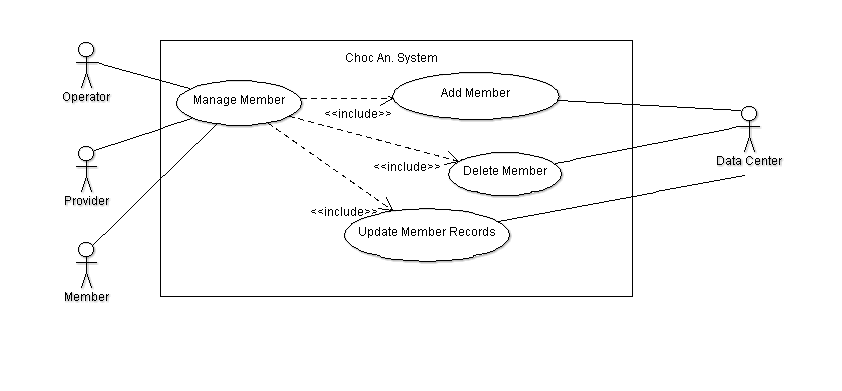 Choc An. System
Operator
Manage Member
Add Member
<<include>>
Provider
<<include>>
Delete Member
Data Center
<<include>>
Update Member Records
Member